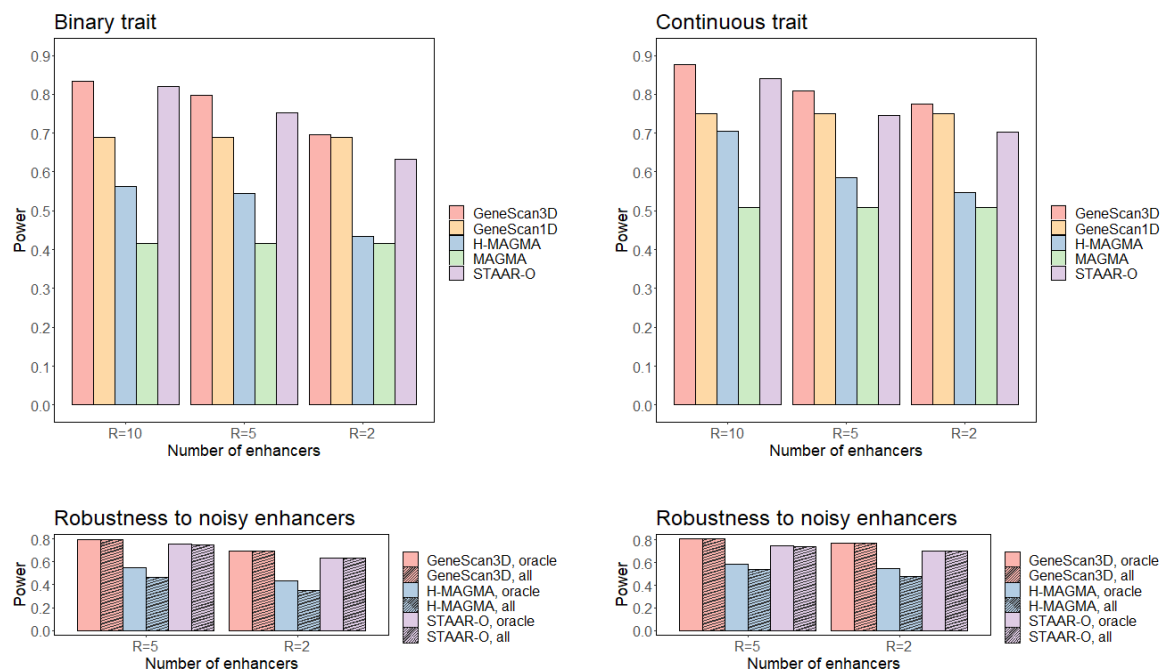 Binary trait
0.9
0.8
0.7
0.6
0.5
0.4
0.3
0.2
0.1
0.0
Power
R=10 R=5 R=2
Number of enhancers
GeneScan3D
GeneScan1D
H-MAGMA
MAGMA
STAAR-O
Continuous trait
0.9
0.8
0.7
0.6
0.5
0.4
0.3
0.2
0.1
0.0
Power
R=10 R=5 R=2
Number of enhancers
GeneScan3D
GeneScan1D
H-MAGMA
MAGMA
STAAR-O
Robustness to noisy enhancers
0.8
0.6
0.4
0.2
0.0
Power
R=5 R=2
Number of enhancers
GeneScan3D, oracle
GeneScan3D, all
H-MAGMA, oracle
H-MAGMA, all
STAAR-O, oracle
STAAR-O, all
Robustness to noisy enhancers
0.8
0.6
0.4
0.2
0.0
Power
R=5 R=2
Number of enhancers
GeneScan3D, oracle
GeneScan3D, all
H-MAGMA, oracle
H-MAGMA, all
STAAR-O, oracle
STAAR-O, all